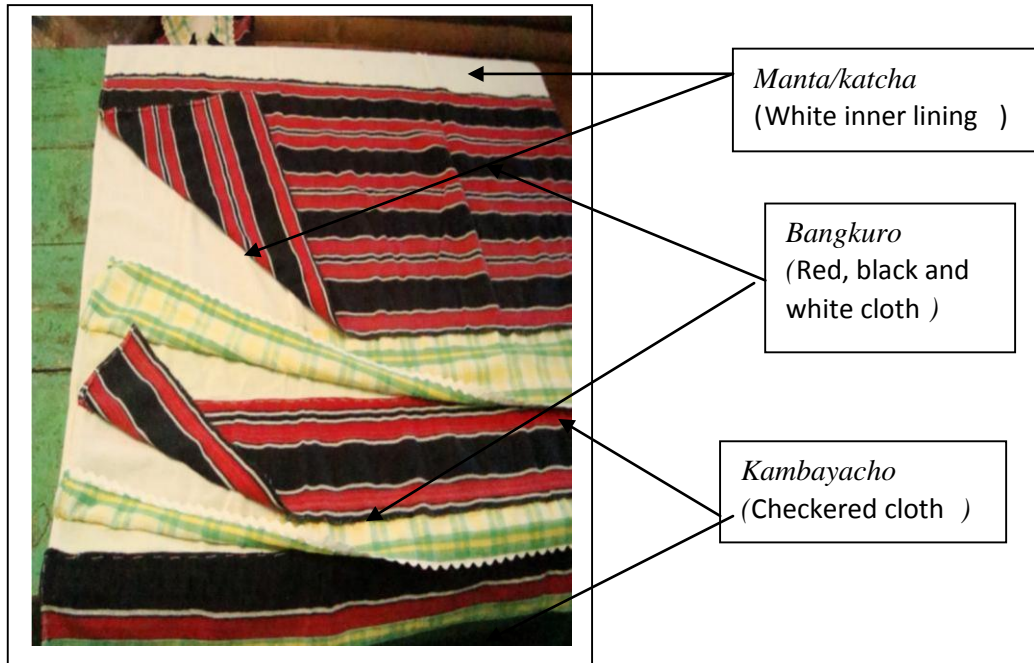 Manta/katcha
(White inner lining )
Bangkuro
(Red, black and
white cloth )
Kambayacho
(Checkered cloth )